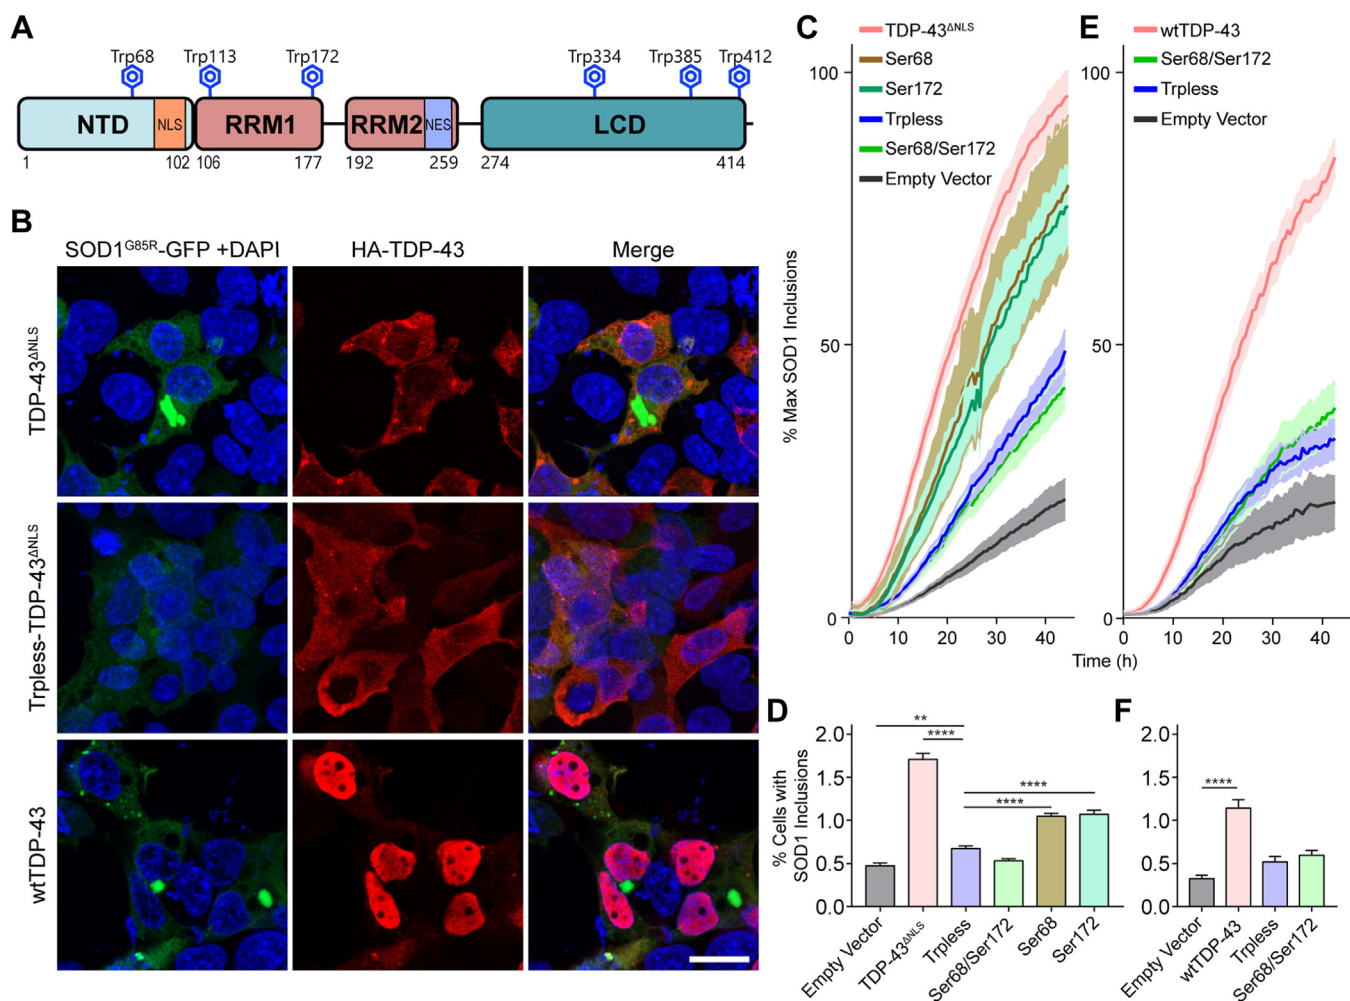 A
Trp68 Trp113 Trp172 Trp334 Trp385 Trp412
NTD NLS RRM1 RRM2 NES LCD
1 102 106 177 192 259 274 414
B
SOD1G85R-GFP +DAPI HA-TDP-43 Merge
TDP-43ΔNLS
Trpless-TDP-43ΔNLS
wtTDP-43
C
TDP-43ΔNLS
Ser68
Ser172
Trpless
Ser68/Ser172
Empty Vector
% Max SOD1 Inclusions
100
50
0
0 10 20 30 40
E
wtTDP-43
Ser68/Ser172
Trpless
Empty Vector
100
50
0
0 10 20 30 40
Time (h)
D
% Cells with
SOD1 Inclusions
2.0
1.5
1.0
0.5
0.0
**
****
****
****
Empty Vector
TDP-43ΔNLS
Trpless
Ser68/Ser172
Ser68
Ser172
F
2.0
1.5
1.0
0.5
0.0
****
Empty Vector
wtTDP-43
Trpless
Ser68/Ser172